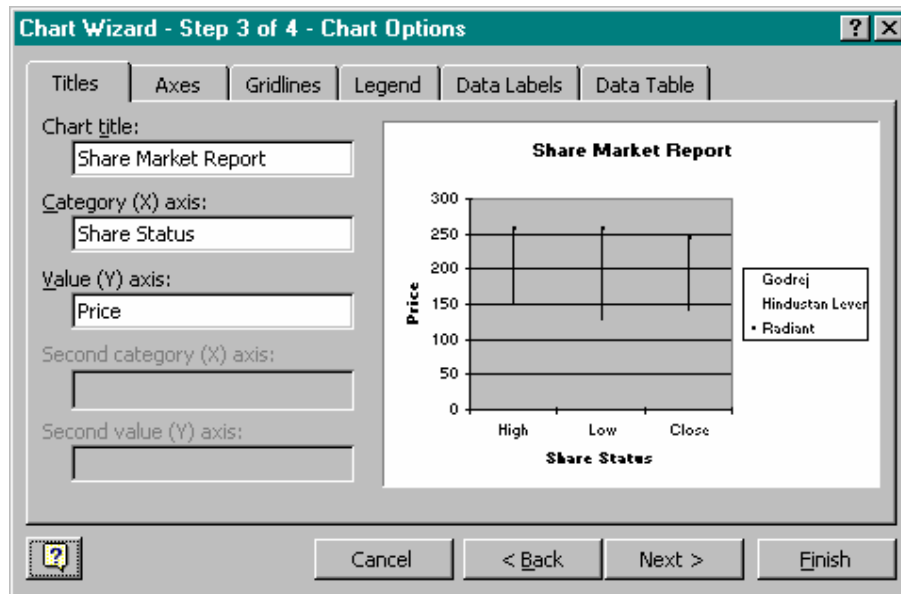 Chart Wizard - Step 3 of 4 - Chart Options
Titles Axes Gridlines Legend Data Labels Data Table
Chart title:
Share Market Report
Category (X) axis:
Share Status
Value (Y) axis:
Price
Second category (X) axis:
Second value (Y) axis:
Share Market Report
300
250
200
150
100
50
0
Price
High Low Close
Share Status
Godrej
Hindustan Lever
Radiant
Cancel < Back Next > Finish